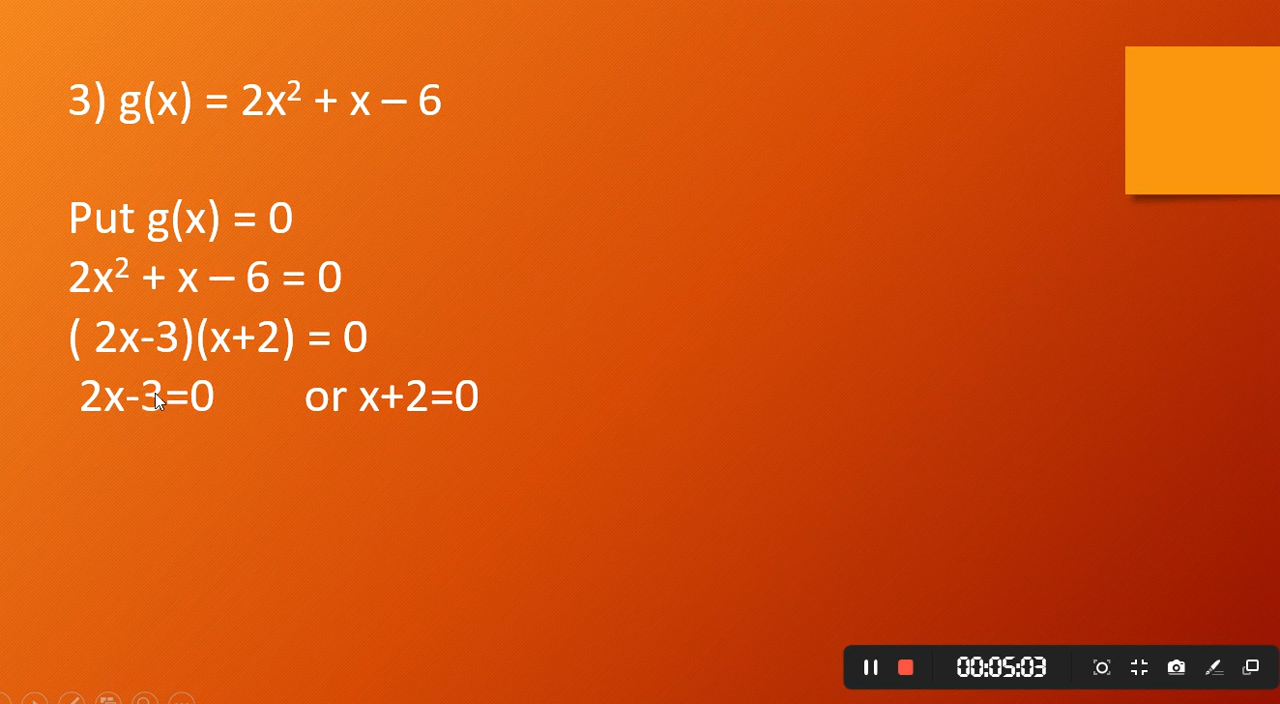 3) g(x) = 2x² + x – 6
Put g(x) = 0
2x² + x – 6 = 0
( 2x-3)(x+2) = 0
2x-3=0 or x+2=0
00:05:03